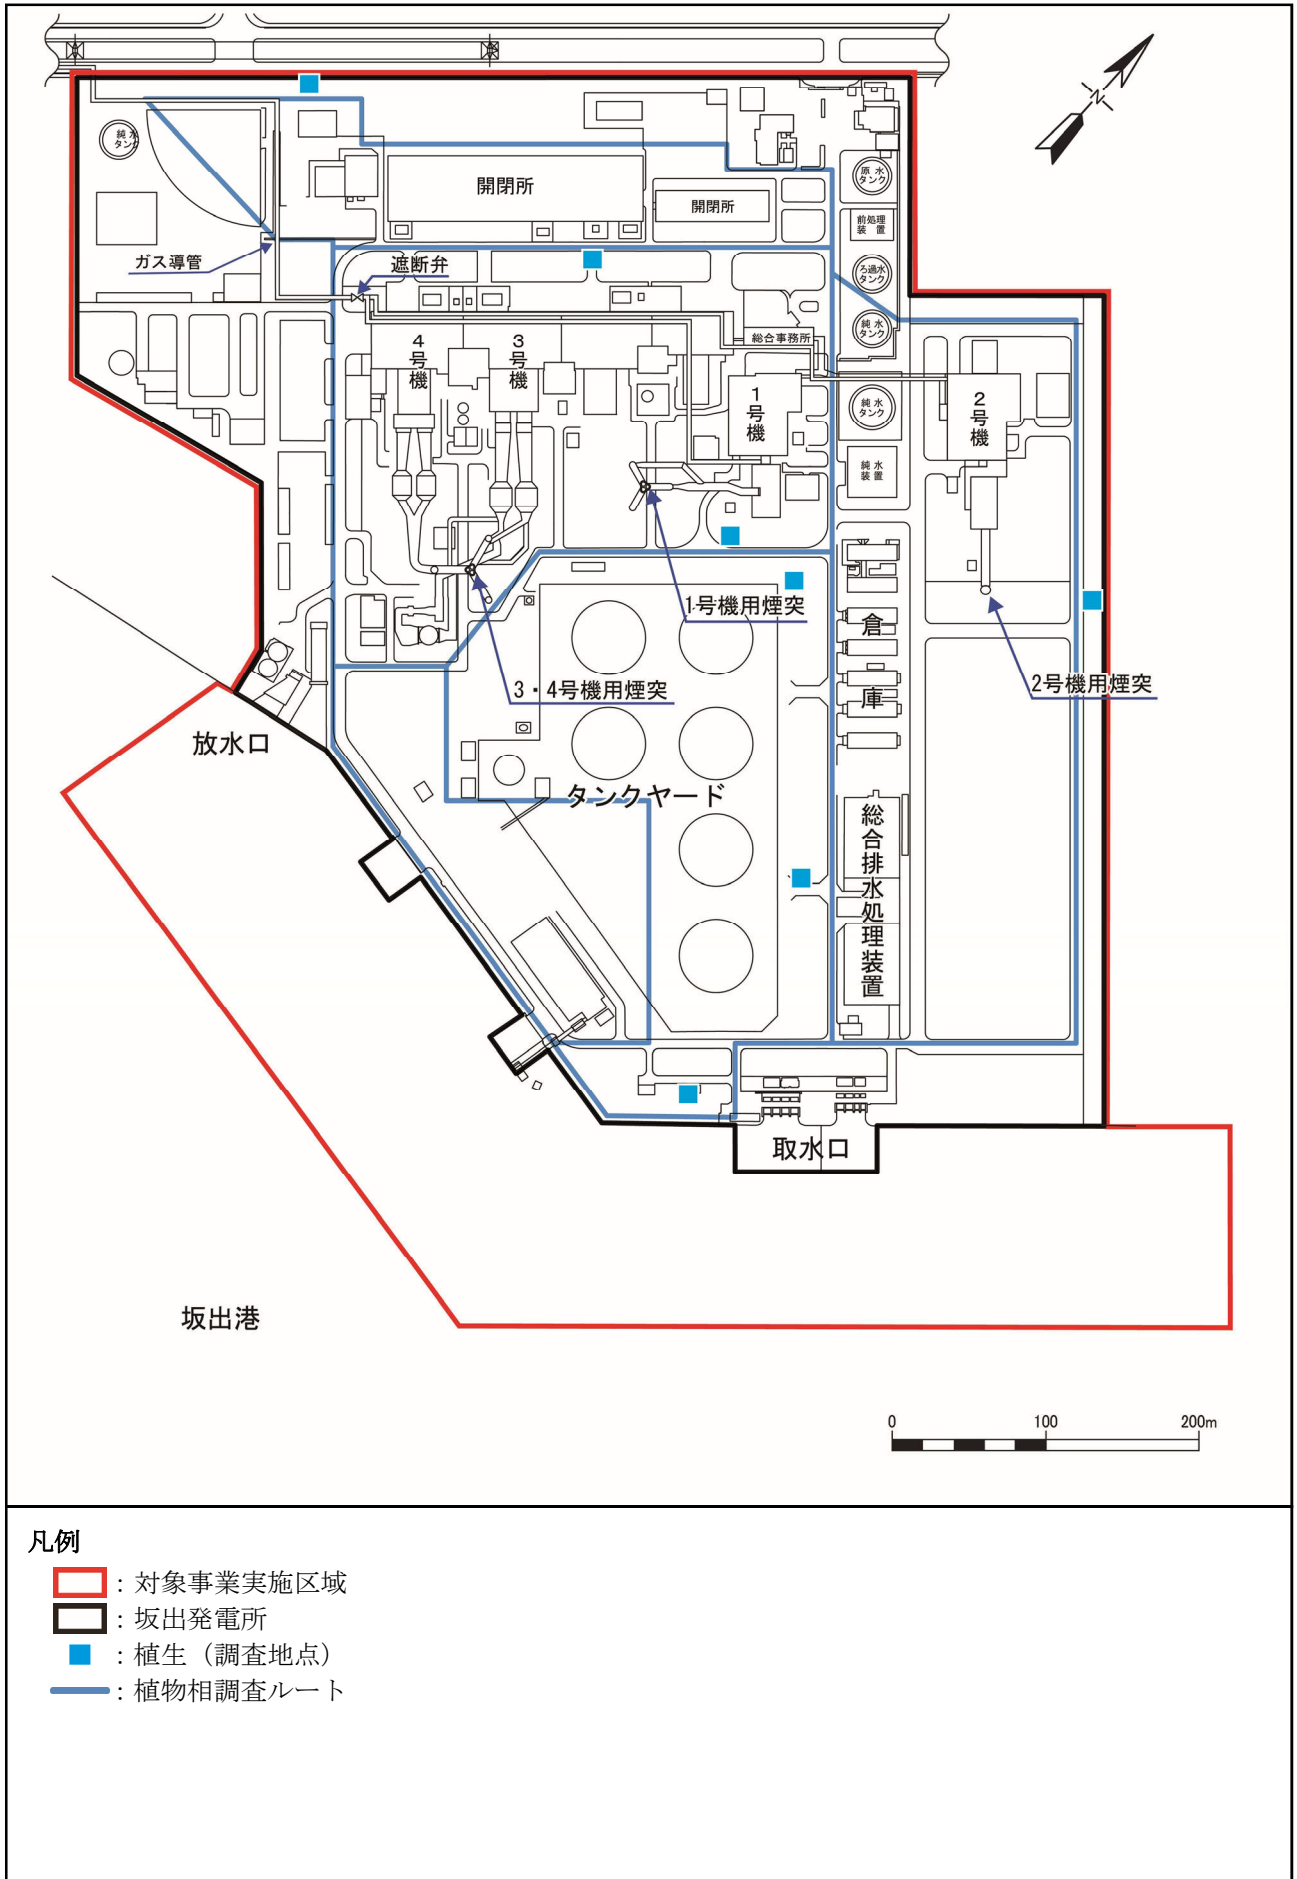 N
純水
タンク
開閉所
開閉所
原水
タンク
前処理
装置
ガス導管
遮断弁
ろ過水
タンク
純水
タンク
総合事務所
4号機
3号機
1号機
2号機
純水
タンク
純水
装置
1号機用煙突
倉庫
3・4号機用煙突
2号機用煙突
放水口
タンクヤード
総合排水処理装置
取水口
坂出港
0 100 200m
凡例
：対象事業実施区域
：坂出発電所
：植生（調査地点）
：植物相調査ルート